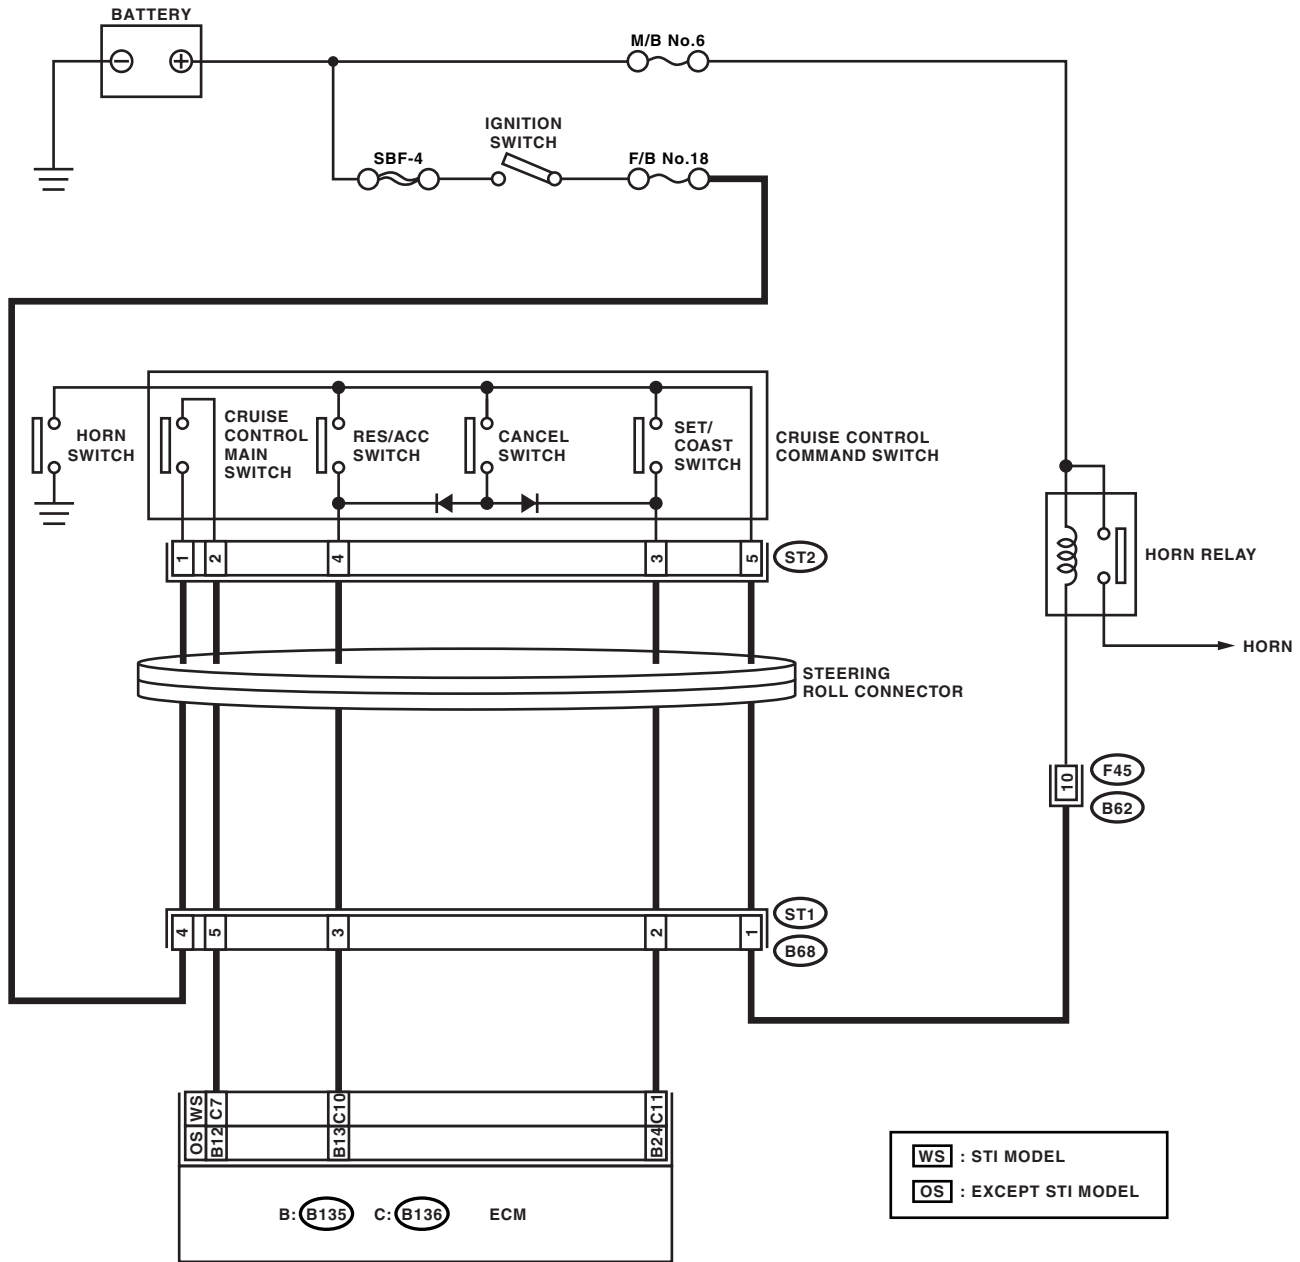 BATTERY
M/B No.6
IGNITION
SWITCH
SBF-4
F/B No.18
HORN
SWITCH
CRUISE
CONTROL
MAIN
SWITCH
RES/ACC
SWITCH
CANCEL
SWITCH
SET/
COAST
SWITCH
CRUISE CONTROL
COMMAND SWITCH
1 2 4 3 5
ST2
HORN RELAY
HORN
STEERING
ROLL CONNECTOR
10
F45
B62
4 5 3 2 1
ST1
B68
WS C7 C10 C11
OS B12 B13 B24
B: B135 C: B136 ECM
WS : STI MODEL
OS : EXCEPT STI MODEL